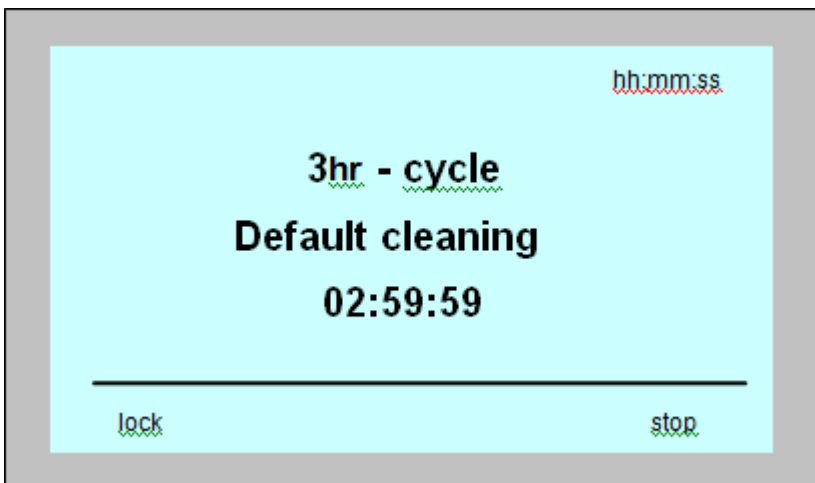 hh:mm:ss
3hr - cycle
Default cleaning
02:59:59
lock
stop